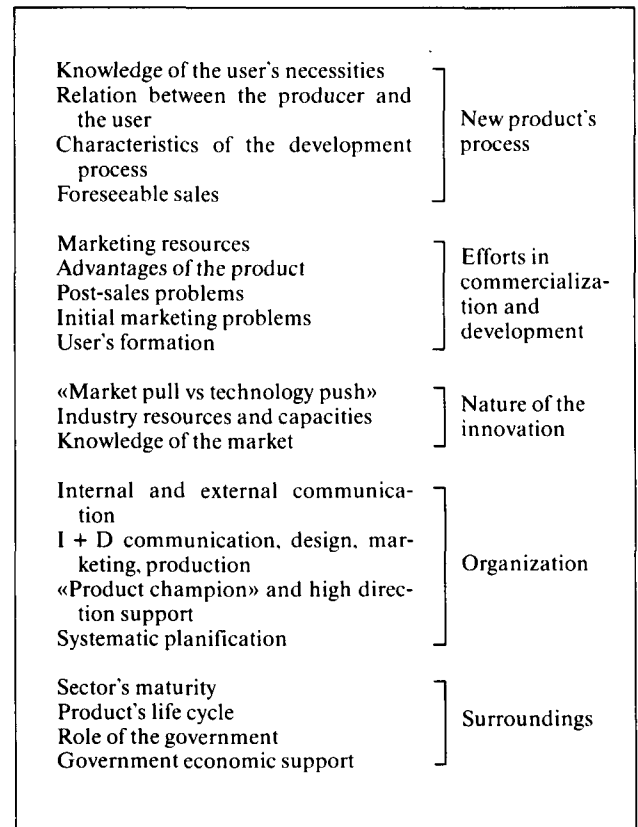 Knowledge of the user's necessities
Relation between the producer and
the user
Characteristics of the development
process
Foreseeable sales
New product's
process
Marketing resources
Advantages of the product
Post-sales problems
Initial marketing problems
User's formation
Efforts in
commercializa-
tion and
development
«Market pull vs technology push»
Industry resources and capacities
Knowledge of the market
Nature of the
innovation
Internal and external communica-
tion
I + D communication, design, mar-
keting, production
«Product champion» and high direc-
tion support
Systematic planification
Organization
Sector's maturity
Product's life cycle
Role of the government
Government economic support
Surroundings